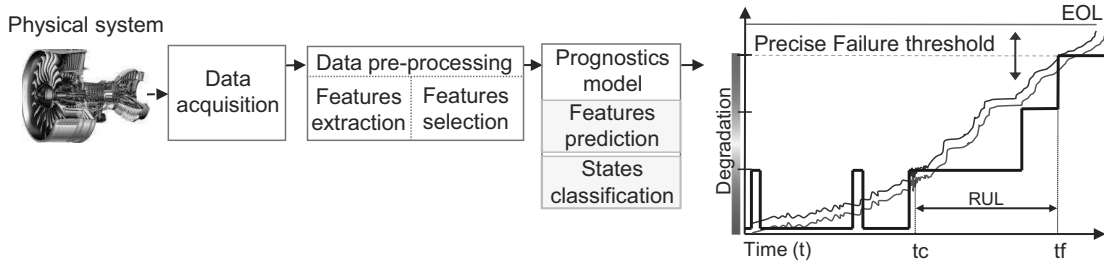 Physical system
Data
acquisition
Data pre-processing
Features
extraction
Features
selection
Prognostics
model
Features
prediction
States
classification
EOL
Precise Failure threshold
Degradation
RUL
Time (t)
tc
tf